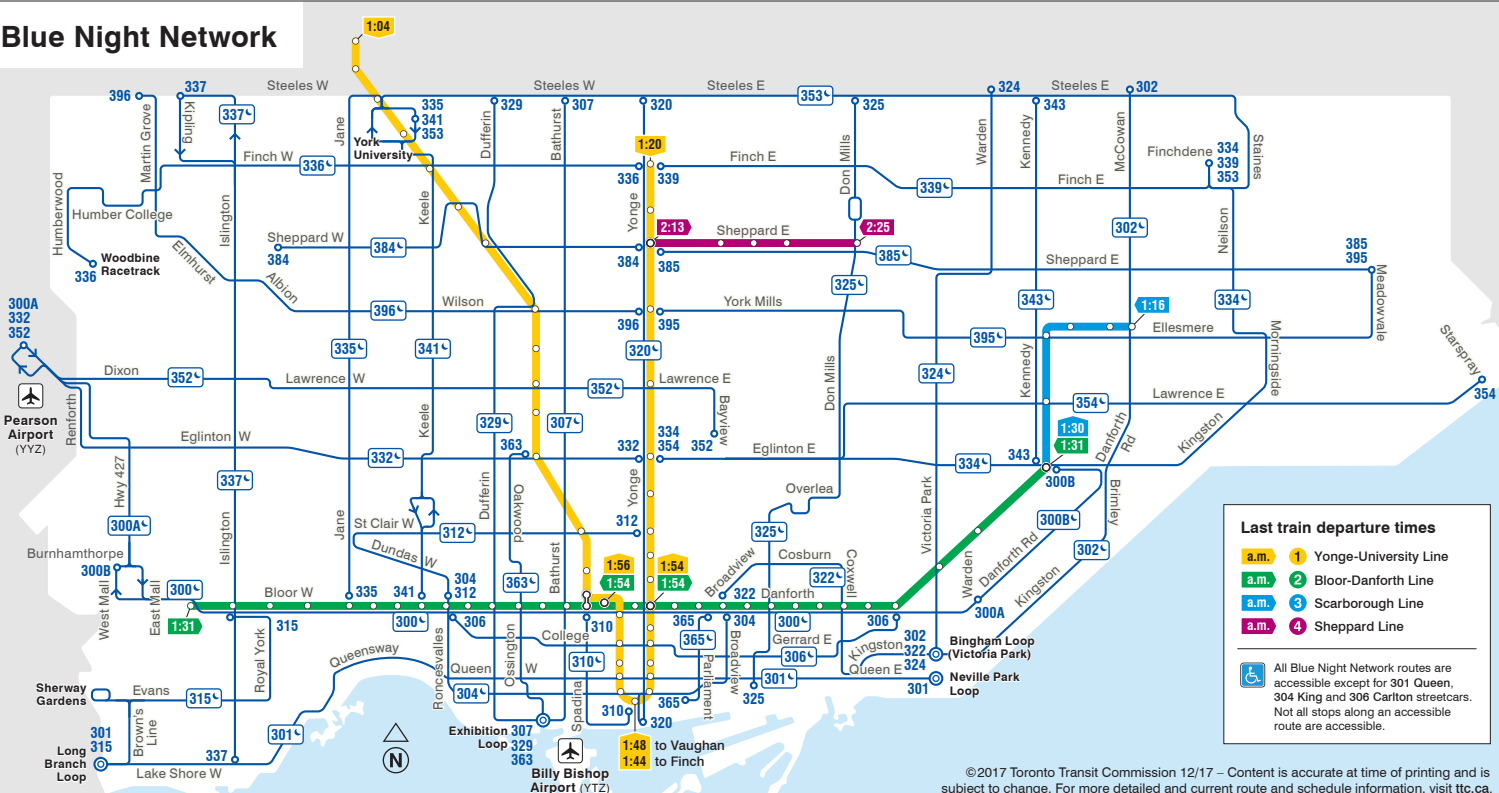 Blue Night Network
1:04
396
337
Steeles W
Steeles W
Steeles E
353
324
Steeles E
302
337
335
341
353
329
307
320
325
343
Martin Grove
Kipling
Jane
York
University
Dufferin
Bathurst
1:20
Don Mills
Warden
Kennedy
McCowan
Finchdene
334
339
353
Staines
Finch W
336
336
339
Finch E
339
Finch E
Humberwood
Humber College
Islington
Keele
Yonge
2:13
Sheppard E
2:25
302
Neilson
Sheppard W
384
384
384
385
385
Sheppard E
385
395
336
Woodbine
Racetrack
Elmhurst
Albion
325
Meadowvale
300A
332
352
396
Wilson
396
395
York Mills
343
334
1:16
Ellesmere
395
Morningside
Starspray
335
341
320
Kennedy
Dixon
352
Lawrence W
352
Lawrence E
Don Mills
324
354
Lawrence E
354
Pearson
Airport
(YYZ)
Renforth
Keele
329
307
Bayview
1:30
1:31
Danforth
Rd
Kingston
Eglinton W
332
363
332
334
354
352
Eglinton E
334
343
300B
Hwy 427
337
Dufferin
Oakwood
Yonge
Overlea
Victoria Park
Brimley
300A
Islington
Jane
St Clair W
312
312
325
300B
302
Last train departure times
a.m.
1
Yonge-University Line
a.m.
2
Bloor-Danforth Line
a.m.
3
Scarborough Line
a.m.
4
Sheppard Line
Burnhamthorpe
300B
Dundas W
Bathurst
1:56
1:54
1:54
1:54
Broadview
Cosburn
Coxwell
322
Warden
Danforth Rd
Kingston
West Mall
East Mall
300
Bloor W
335
341
304
312
363
322
Danforth
300A
1:31
315
300
306
310
365
304
300
306
Royal York
Roncesvalles
Ossington
College
365
Gerrard E
306
Kingston
302
322
324
Bingham Loop
(Victoria Park)
Queensway
Queen
W
310
Parliament
Broadview
301
Queen E
301
Neville Park
Loop
Sherway
Gardens
Evans
315
304
Spadina
310
365
325
320
Brown's
Line
301
315
Long
Branch
Loop
337
Lake Shore W
301
N
Exhibition
Loop
307
329
363
Billy Bishop
Airport (YTZ)
1:48
to Vaughan
1:44
to Finch
All Blue Night Network routes are
accessible except for 301 Queen,
304 King and 306 Carlton streetcars.
Not all stops along an accessible
route are accessible.
©2017 Toronto Transit Commission 12/17 – Content is accurate at time of printing and is
subject to change. For more detailed and current route and schedule information, visit ttc.ca.